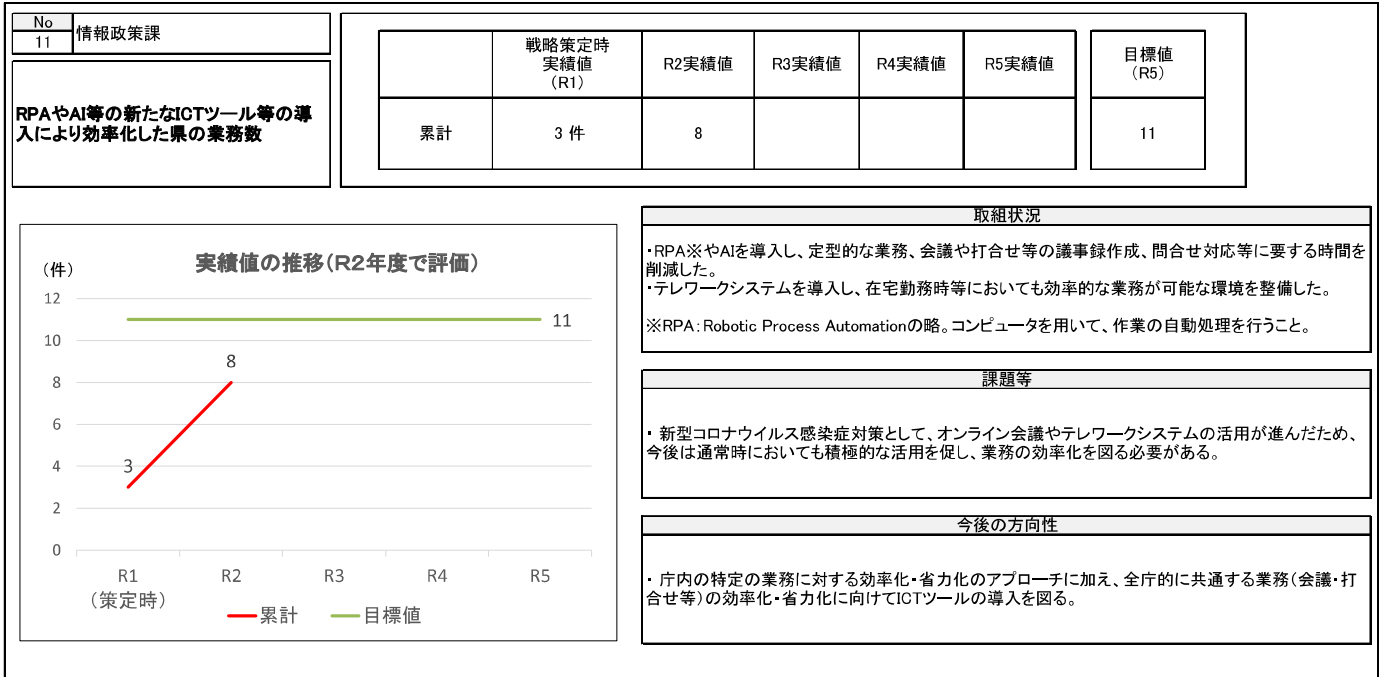 No
11
情報政策課
RPAやAI等の新たなICTツール等の導
入により効率化した県の業務数
戦略策定時
実績値
(R1)
R2実績値
R3実績値
R4実績値
R5実績値
目標値
(R5)
累計
3 件
8
11
実績値の推移(R2年度で評価)
(件)
12
10
8
6
4
2
0
3
8
11
R1
(策定時)
R2
R3
R4
R5
累計
目標値
取組状況
・RPA※やAIを導入し、定型的な業務、会議や打合せ等の議事録作成、問合せ対応等に要する時間を
削減した。
・テレワークシステムを導入し、在宅勤務時等においても効率的な業務が可能な環境を整備した。
※RPA：Robotic Process Automationの略。コンピュータを用いて、作業の自動処理を行うこと。
課題等
・ 新型コロナウイルス感染症対策として、オンライン会議やテレワークシステムの活用が進んだため、
今後は通常時においても積極的な活用を促し、業務の効率化を図る必要がある。
今後の方向性
・ 庁内の特定の業務に対する効率化・省力化のアプローチに加え、全庁的に共通する業務(会議・打
合せ等)の効率化・省力化に向けてICTツールの導入を図る。